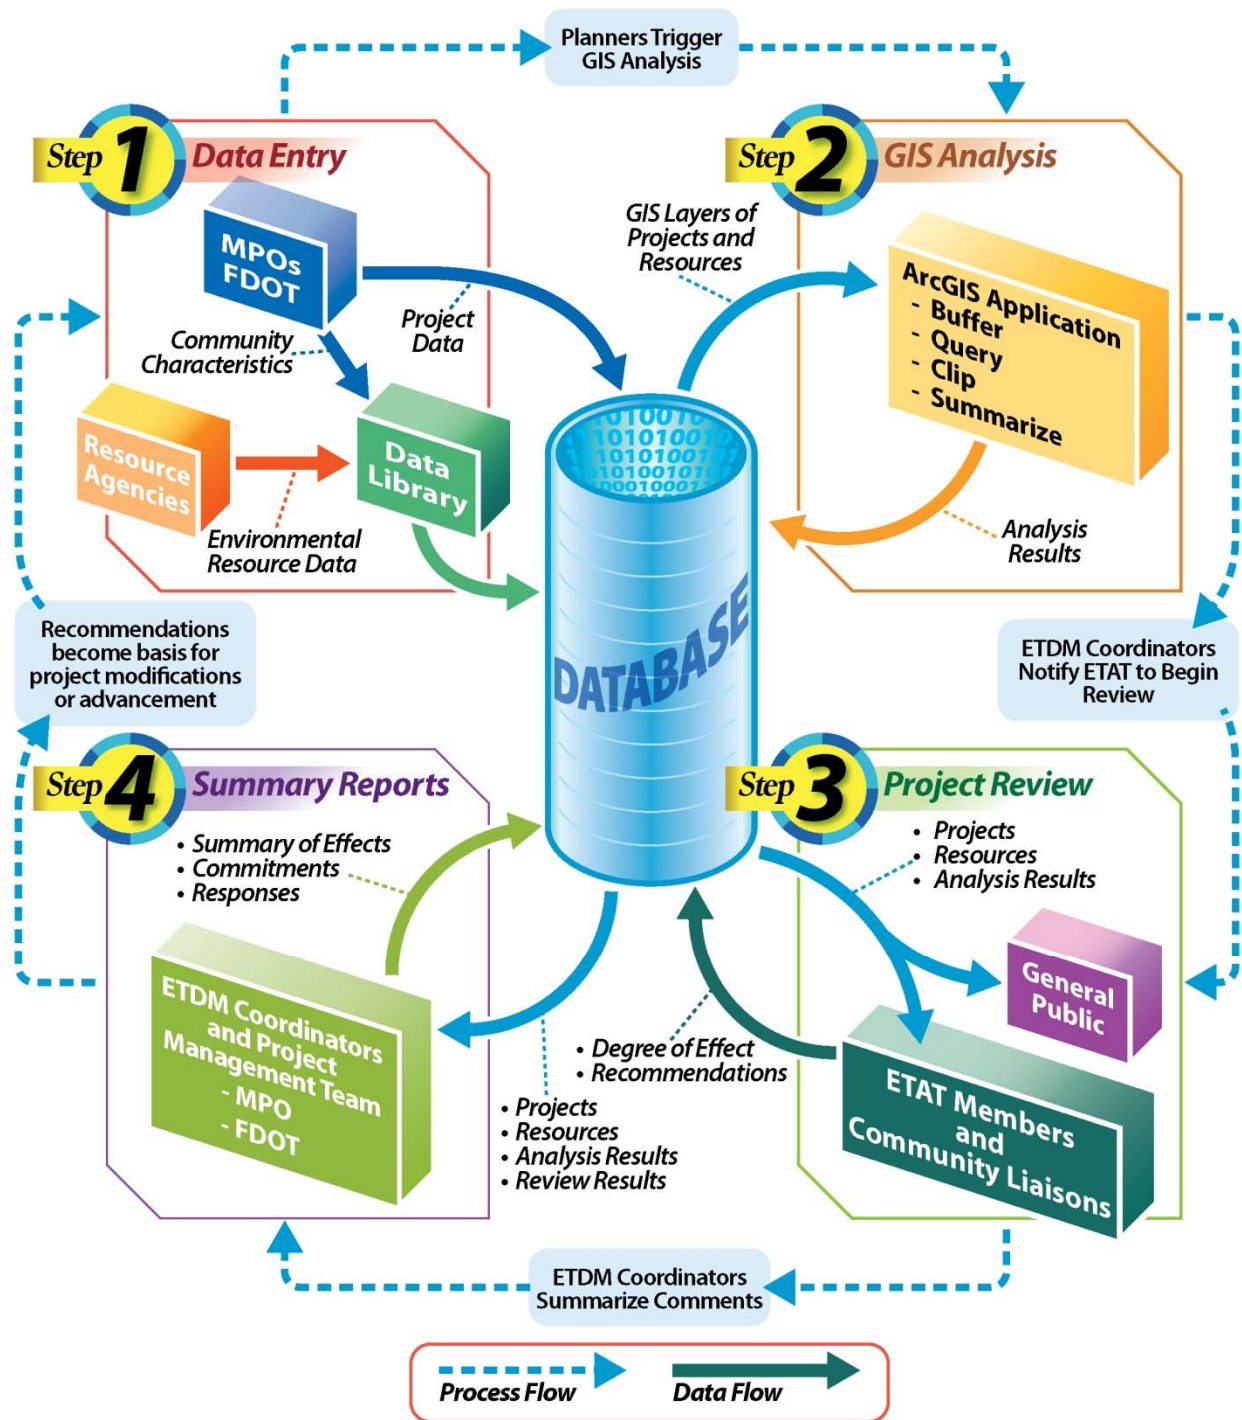 Planners Trigger
GIS Analysis
Step 1 Data Entry
MPOs
FDOT
Community
Characteristics
Project
Data
Resource
Agencies
Data
Library
Environmental
Resource Data
Step 2 GIS Analysis
GIS Layers of
Projects and
Resources
ArcGIS Application
- Buffer
- Query
- Clip
- Summarize
Analysis
Results
DATABASE
Recommendations
become basis for
project modifications
or advancement
ETDM Coordinators
Notify ETAT to Begin
Review
Step 4 Summary Reports
• Summary of Effects
• Commitments
• Responses
ETDM Coordinators
and Project
Management Team
- MPO
- FDOT
• Projects
• Resources
• Analysis Results
• Review Results
Step 3 Project Review
• Projects
• Resources
• Analysis Results
General
Public
• Degree of Effect
• Recommendations
ETAT Members
and
Community Liaisons
ETDM Coordinators
Summarize Comments
Process Flow
Data Flow